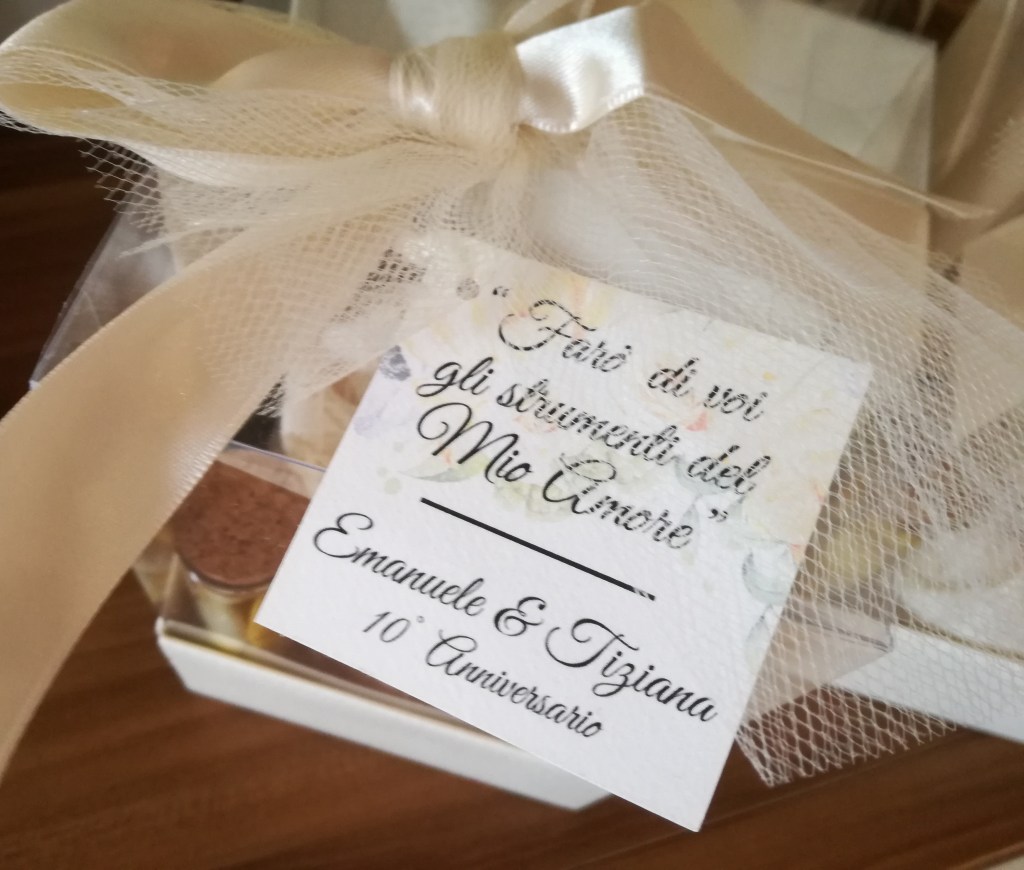 “Farò di voi
gli strumenti del
Mio Amore”
Emanuele & Tiziana
10° Anniversario